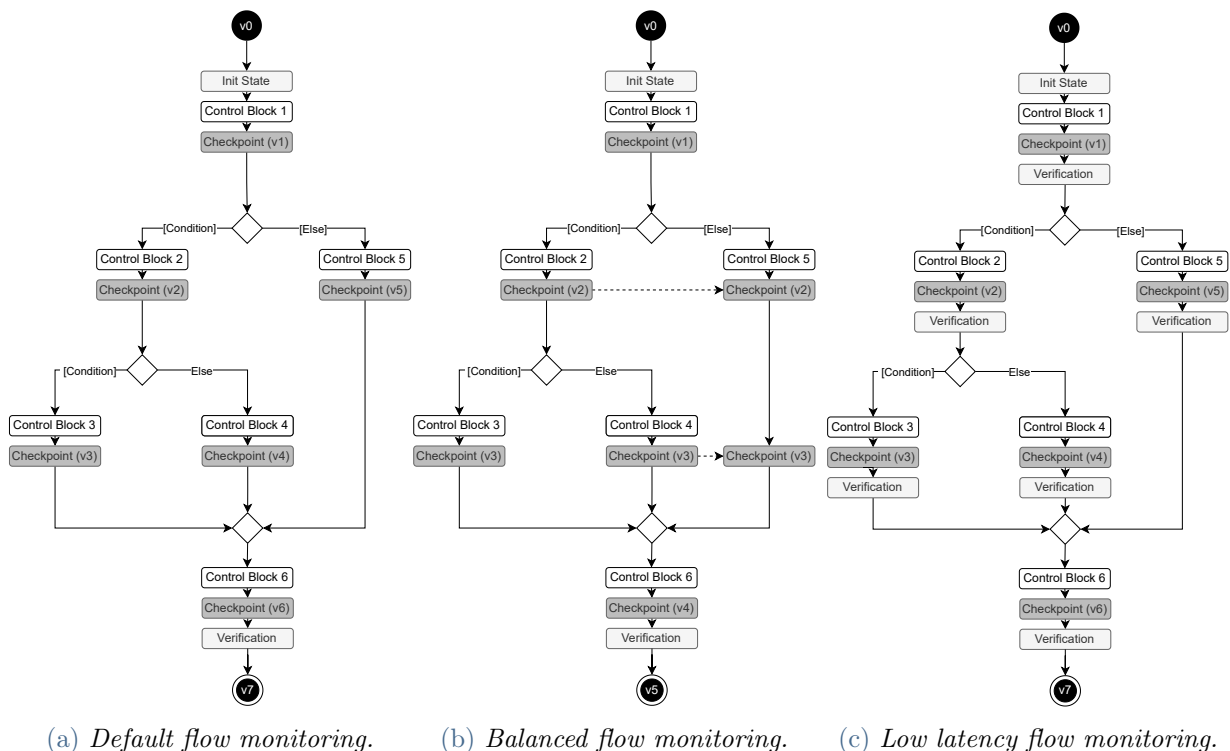 v0
Init State
Control Block 1
Checkpoint (v1)
[Condition]
[Else]
Control Block 2
Control Block 5
Checkpoint (v2)
Checkpoint (v5)
[Condition]
Else
Control Block 3
Control Block 4
Checkpoint (v3)
Checkpoint (v4)
Control Block 6
Checkpoint (v6)
Verification
v7
(a) Default flow monitoring.
v0
Init State
Control Block 1
Checkpoint (v1)
[Condition]
[Else]
Control Block 2
Control Block 5
Checkpoint (v2)
Checkpoint (v2)
[Condition]
Else
Control Block 3
Control Block 4
Checkpoint (v3)
Checkpoint (v3)
Checkpoint (v3)
Control Block 6
Checkpoint (v4)
Verification
v5
(b) Balanced flow monitoring.
v0
Init State
Control Block 1
Checkpoint (v1)
Verification
[Condition]
[Else]
Control Block 2
Control Block 5
Checkpoint (v2)
Checkpoint (v5)
Verification
Verification
[Condition]
Else
Control Block 3
Control Block 4
Checkpoint (v3)
Checkpoint (v4)
Verification
Verification
Control Block 6
Checkpoint (v6)
Verification
v7
(c) Low latency flow monitoring.